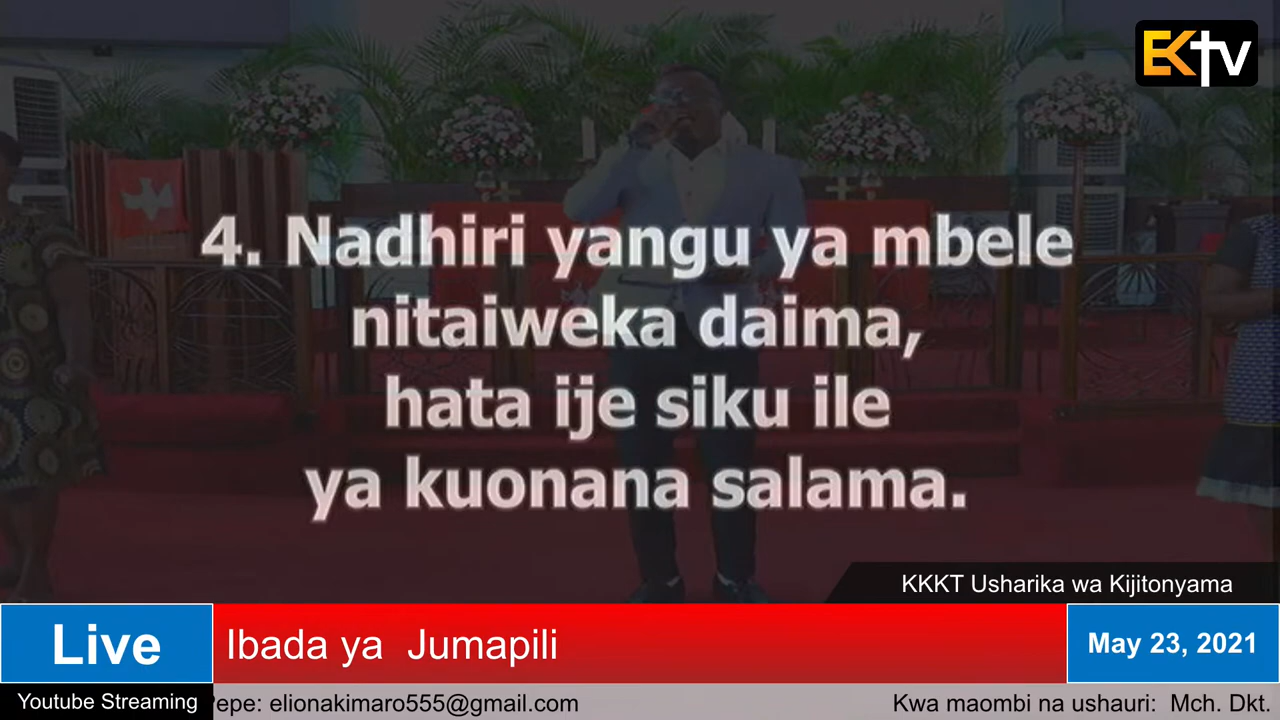 EKTV
4. Nadhiri yangu ya mbele
nitaiweka daima,
hata ije siku ile
ya kuonana salama.
KKKT Usharika wa Kijitonyama
Live
Ibada ya Jumapili
May 23, 2021
Youtube Streaming
epe: elionakimaro555@gmail.com
Kwa maombi na ushauri: Mch. Dkt.